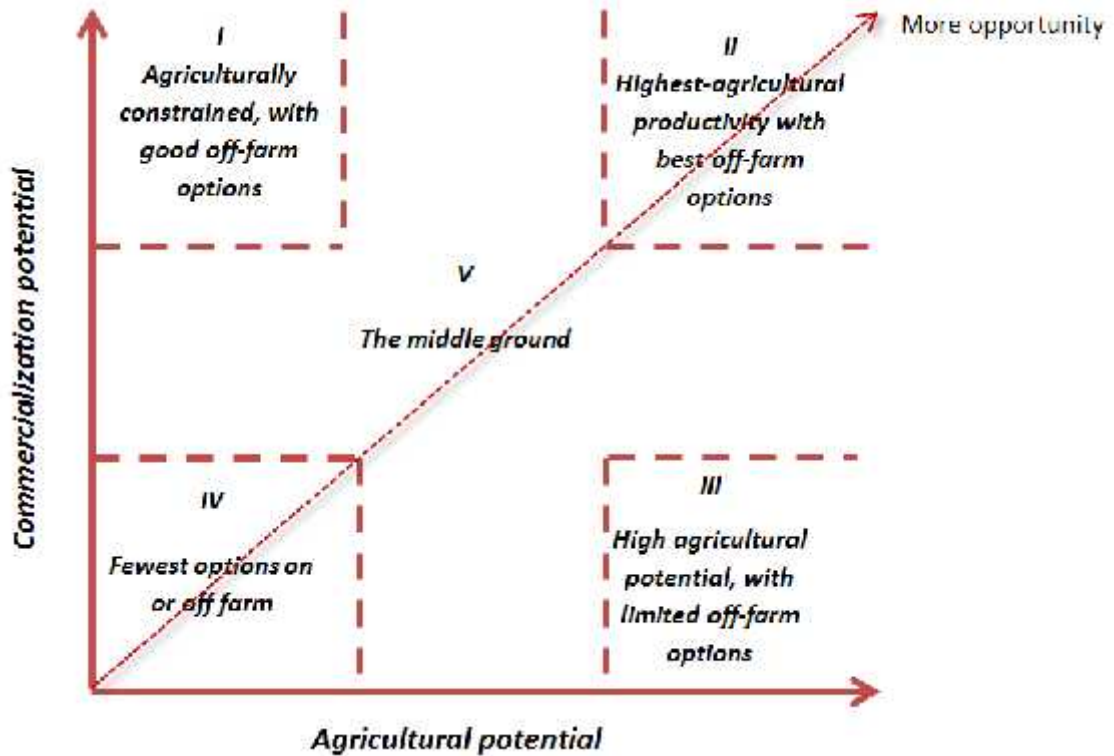 More opportunity
I
Agriculturally
constrained, with
good off-farm
options
II
Highest-agricultural
productivity with
best off-farm
options
V
The middle ground
IV
Fewest options on
or off farm
III
High agricultural
potential, with
limited off-farm
options
Commercialization potential
Agricultural potential